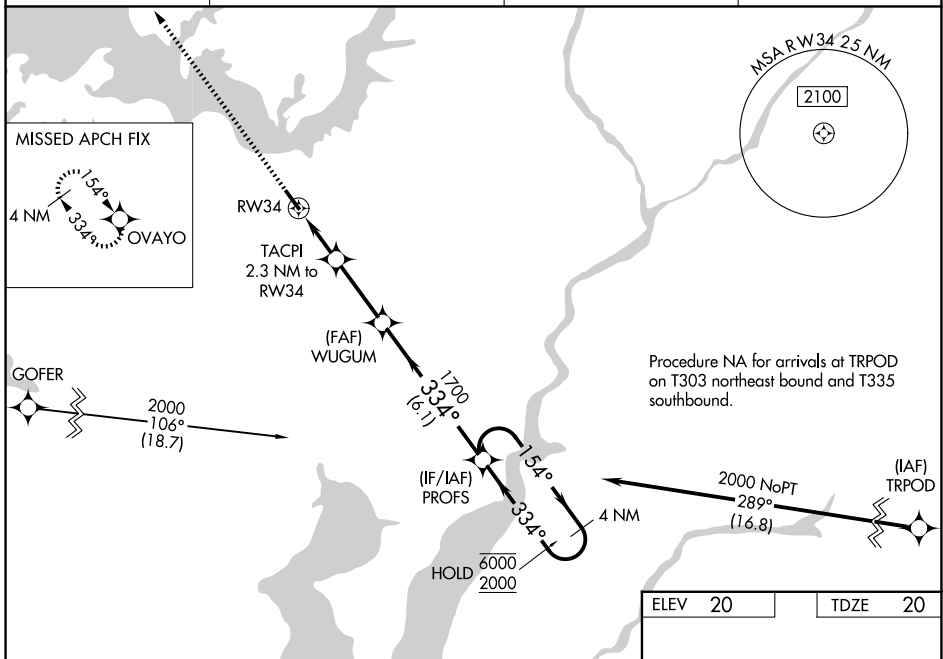 MSA RW34 25 NM
2100
MISSED APCH FIX
154°
4 NM
334°
OVAYO
RW34
TACPI
2.3 NM to
RW34
(FAF)
WUGUM
GOFER
2000
106°
(18.7)
1700
334°
(6.1)
Procedure NA for arrivals at TRPOD
on T303 northeast bound and T335
southbound.
(IF/IAF)
PROFS
154°
334°
4 NM
HOLD
6000
2000
2000 NoPT
289°
(16.8)
(IAF)
TRPOD
ELEV 20
TDZE 20